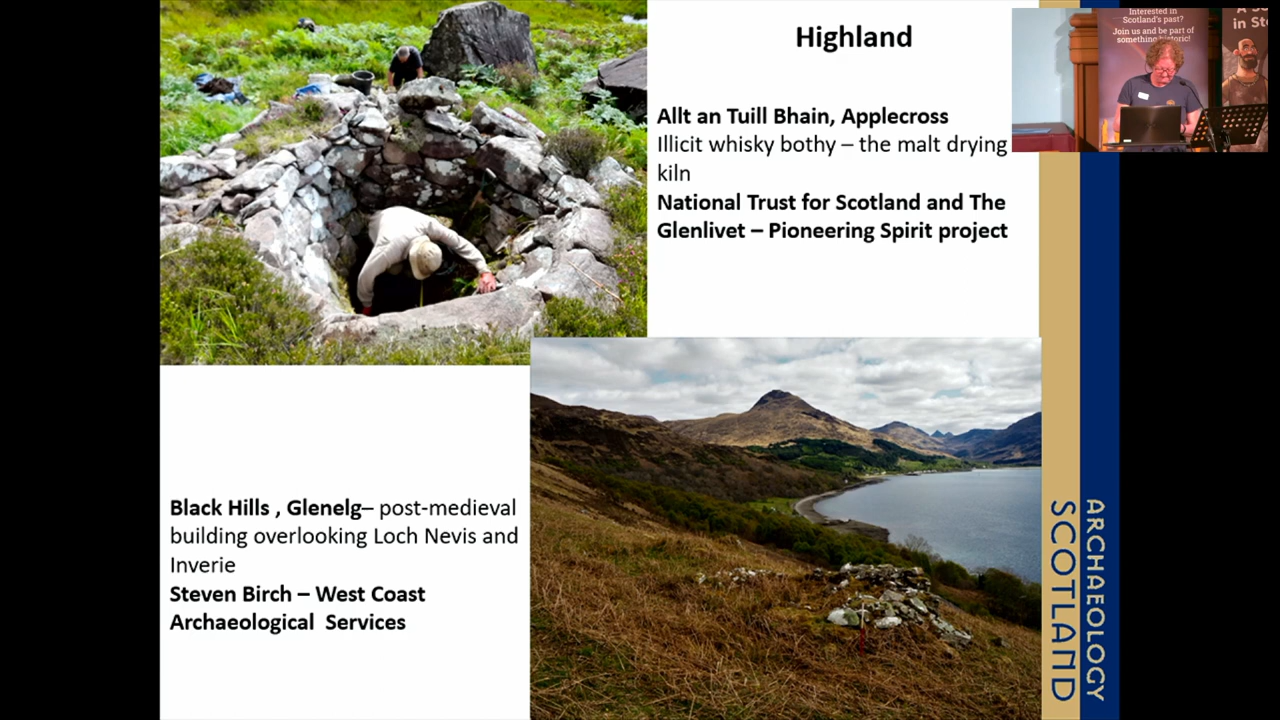 Highland
Allt an Tuill Bhain, Applecross
Illicit whisky bothy – the malt drying
kiln
National Trust for Scotland and The
Glenlivet – Pioneering Spirit project
Black Hills , Glenelg– post-medieval
building overlooking Loch Nevis and
Inverie
Steven Birch – West Coast
Archaeological Services
ARCHAEOLOGY
SCOTLAND
Interested in
Scotland's past?
Join us and be part of
something historic!
in